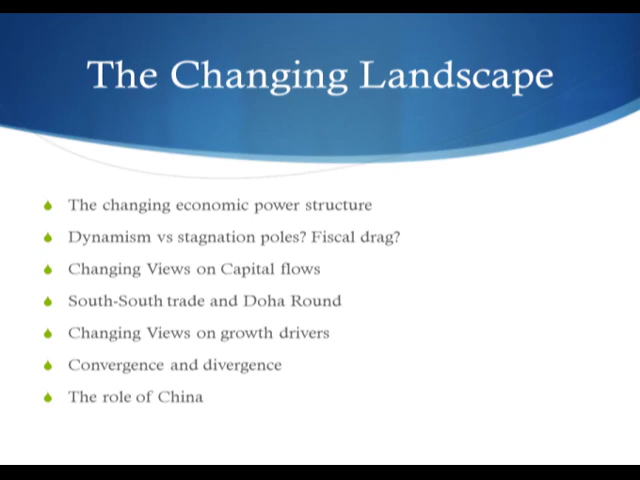 The Changing Landscape
The changing economic power structure
Dynamism vs stagnation poles? Fiscal drag?
Changing Views on Capital flows
South-South trade and Doha Round
Changing Views on growth drivers
Convergence and divergence
The role of China